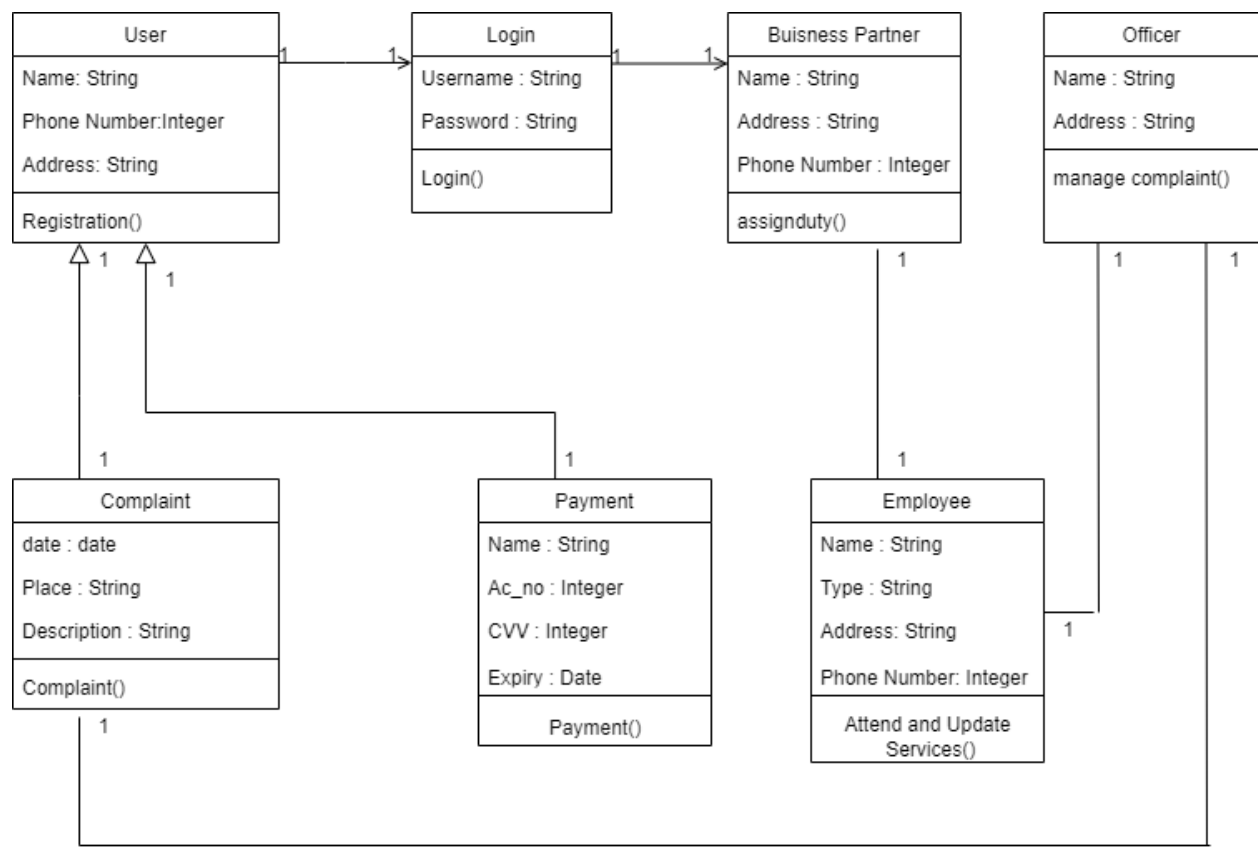 User
Name: String
Phone Number:Integer
Address: String
Registration()
1
1
Login
Username : String
Password : String
Login()
1
1
Buisness Partner
Name : String
Address : String
Phone Number : Integer
assignduty()
Officer
Name : String
Address : String
manage complaint()
1
1
1
1
1
1
1
1
Complaint
date : date
Place : String
Description : String
Complaint()
1
Payment
Name : String
Ac_no : Integer
CVV : Integer
Expiry : Date
Payment()
Employee
Name : String
Type : String
Address: String
Phone Number: Integer
Attend and Update
Services()
1